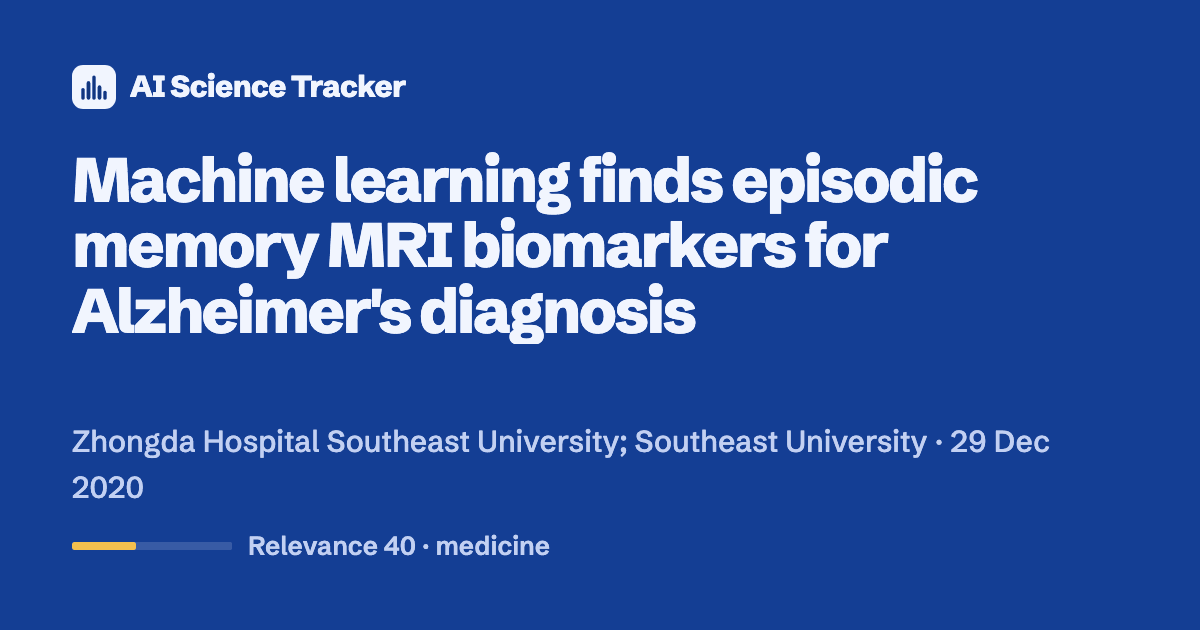 AI Science Tracker
Machine learning finds episodic
memory MRI biomarkers for
Alzheimer's diagnosis
Zhongda Hospital Southeast University; Southeast University · 29 Dec
2020
Relevance 40 · medicine